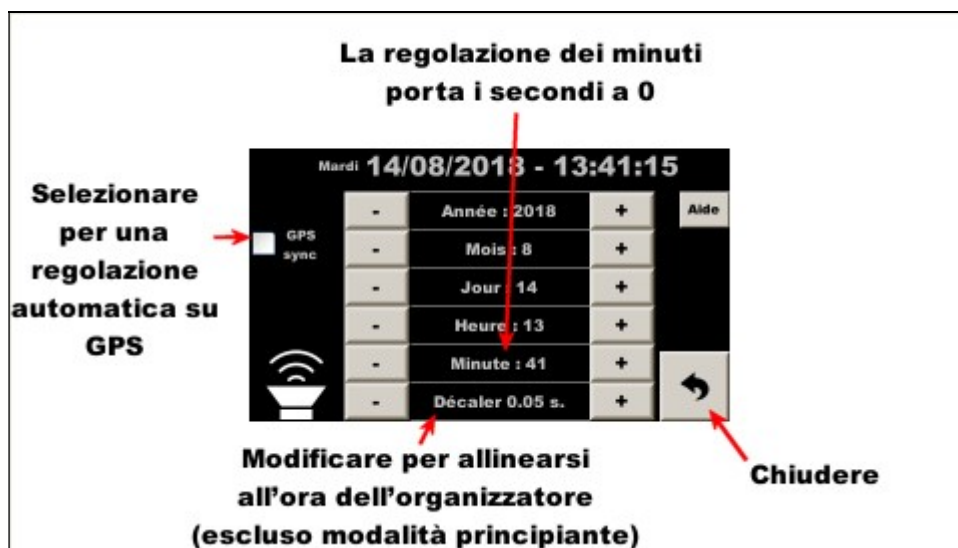 La regolazione dei minuti
porta i secondi a 0
Mardi 14/08/2018 - 13:41:15
Selezionare
per una
regolazione
automatica su
GPS
GPS
sync
- Année : 2018 +
Aide
- Mois : 8 +
- Jour : 14 +
- Heure : 13 +
- Minute : 41 +
- Décaler 0.05 s. +
Modificare per allinearsi
all'ora dell'organizzatore
(escluso modalità principiante)
Chiudere